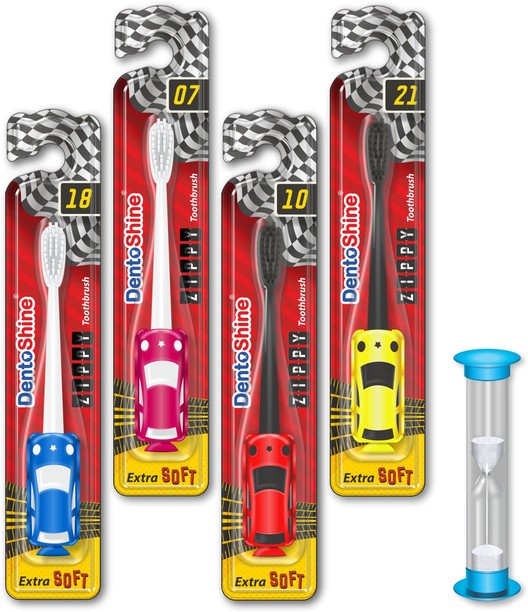 18
DentoShine®
ZIPPY
Toothbrush
Extra SOFT
07
DentoShine®
ZIPPY
Toothbrush
Extra SOFT
10
DentoShine®
ZIPPY
Toothbrush
Extra SOFT
21
DentoShine®
ZIPPY
Toothbrush
Extra SOFT